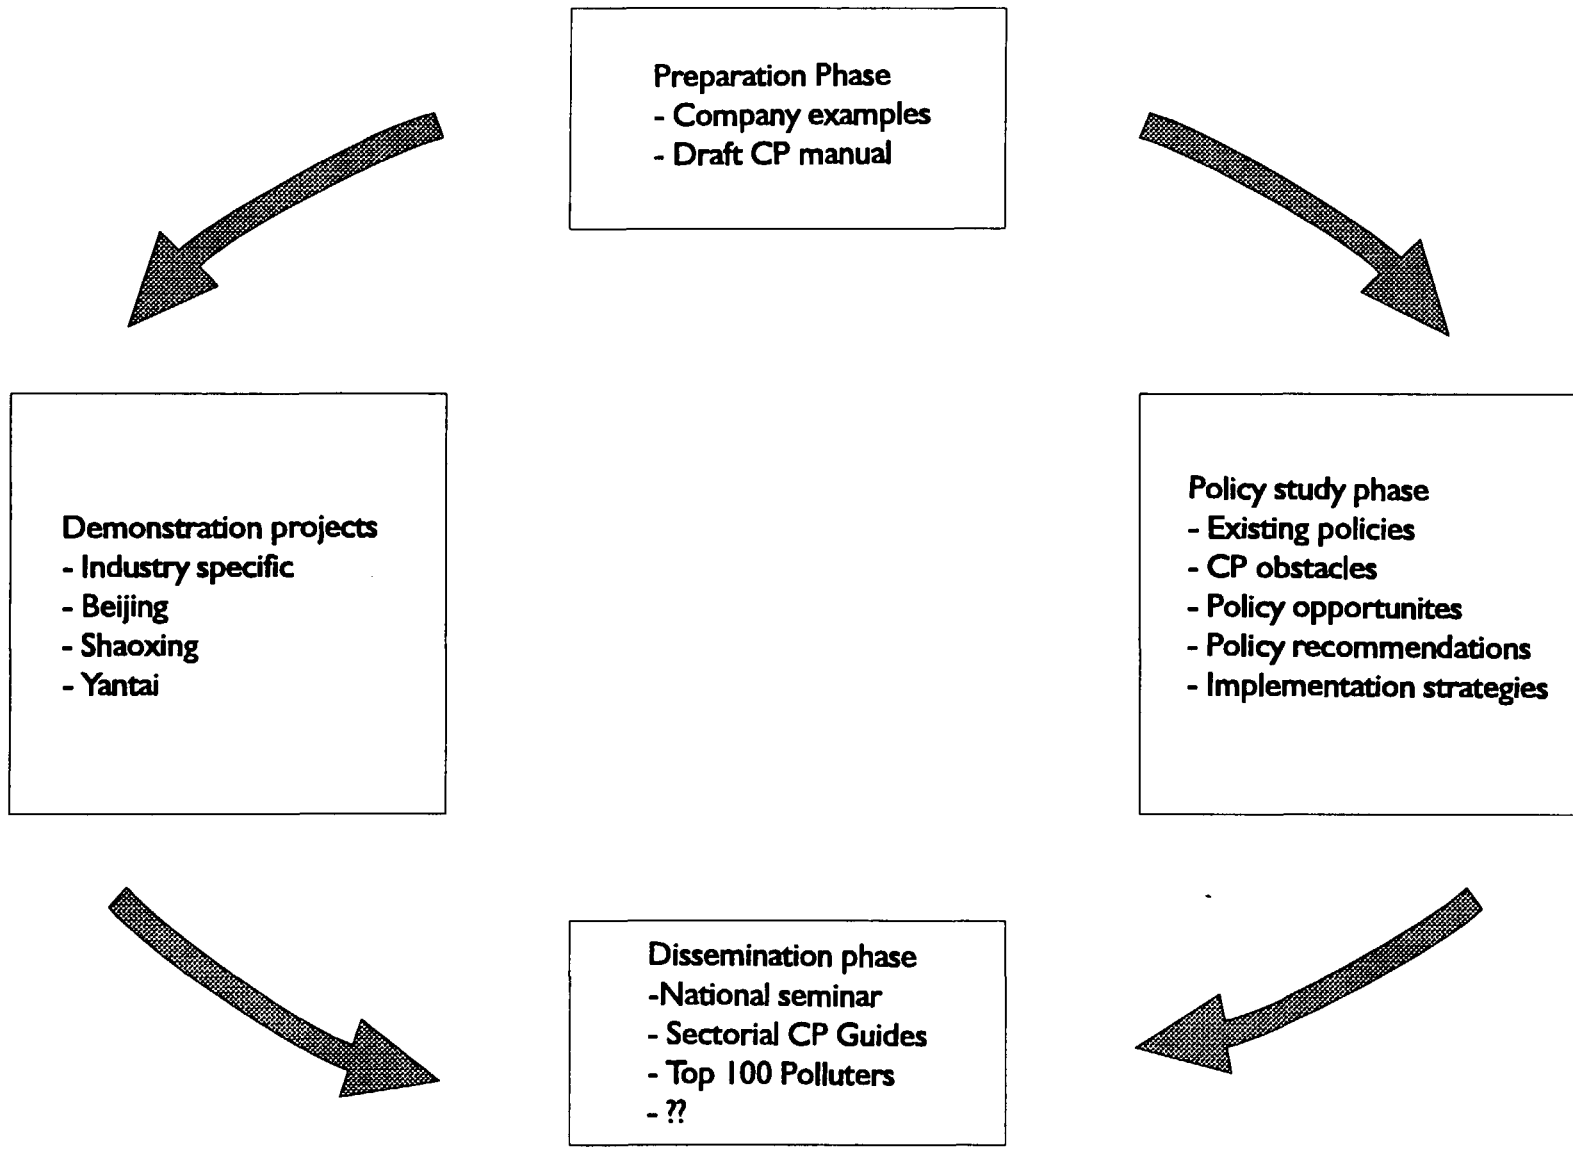 Preparation Phase
- Company examples
- Draft CP manual
Demonstration projects
- Industry specific
- Beijing
- Shaoxing
- Yantai
Policy study phase
- Existing policies
- CP obstacles
- Policy opportunites
- Policy recommendations
- Implementation strategies
Dissemination phase
-National seminar
- Sectorial CP Guides
- Top 100 Polluters
- ??